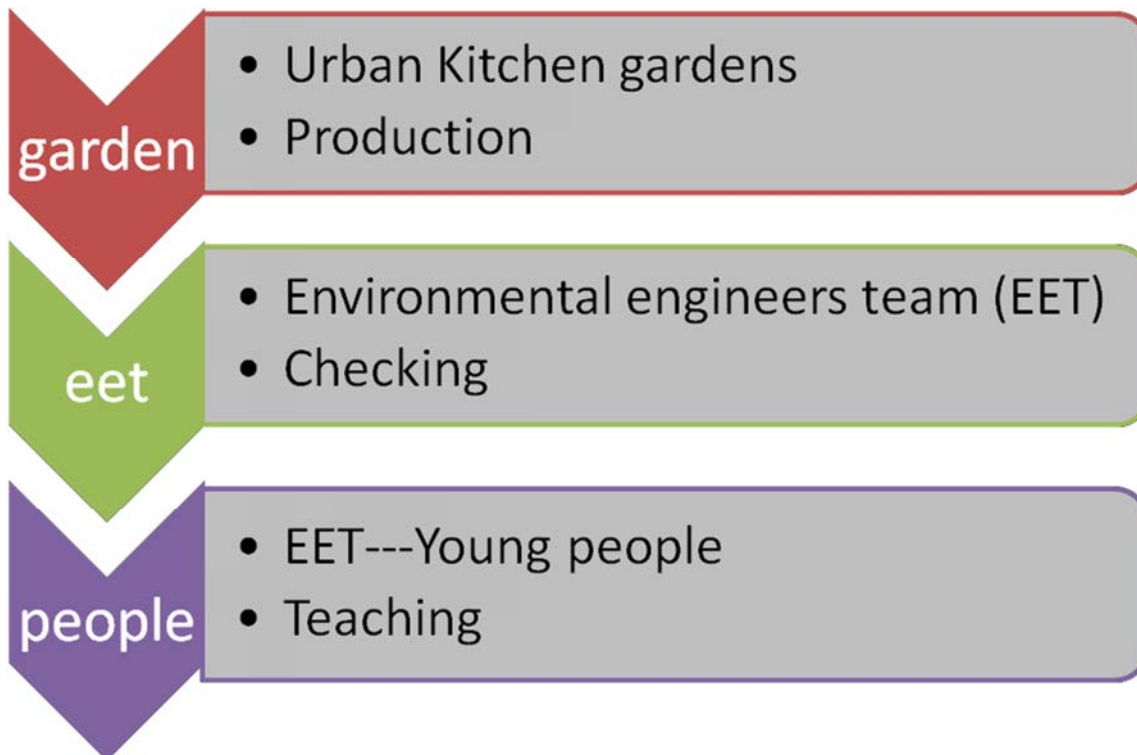 garden
• Urban Kitchen gardens
• Production
eet
• Environmental engineers team (EET)
• Checking
people
• EET---Young people
• Teaching